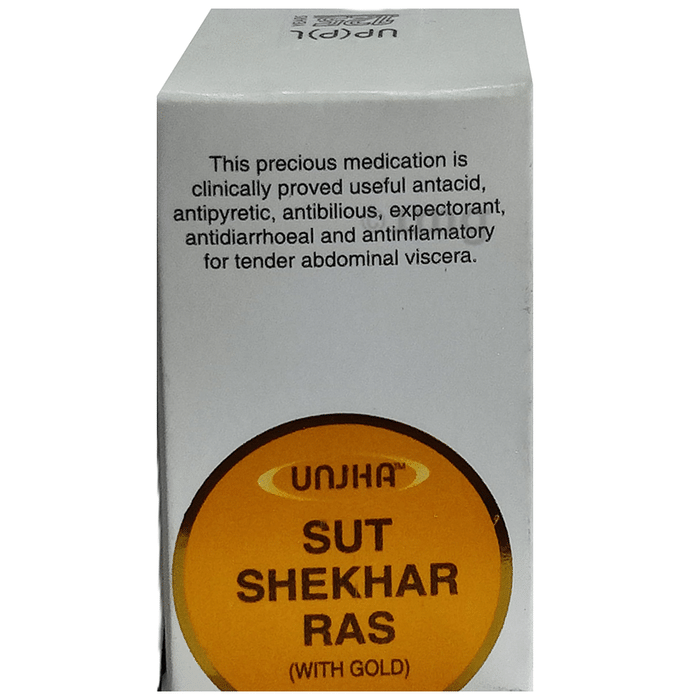 UP(P)L
This precious medication is
clinically proved useful antacid,
antipyretic, antibilious, expectorant,
antidiarrhoeal and antinflamatory
for tender abdominal viscera.
UNJHA™
SUT
SHEKHAR
RAS
(WITH GOLD)